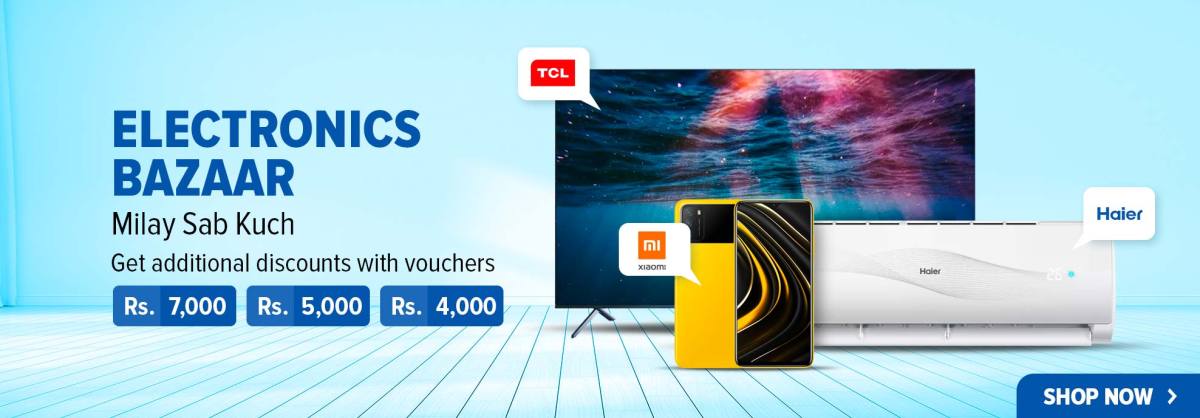 ELECTRONICS
BAZAAR
Milay Sab Kuch
Get additional discounts with vouchers
Rs. 7,000 Rs. 5,000 Rs. 4,000
TCL
mi
xiaomi
Haier
Haier
26
SHOP NOW >